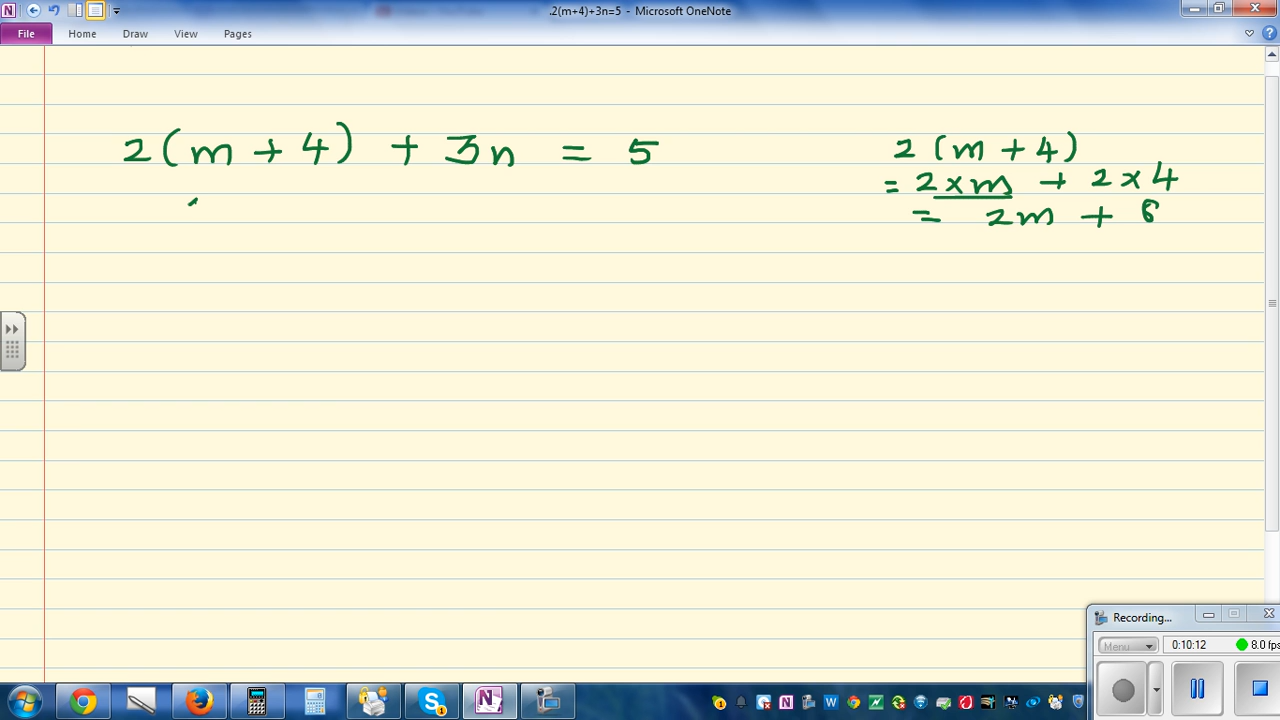 .2(m+4)+3n=5 - Microsoft OneNote
File Home Draw View Pages
2(m + 4) + 3n = 5
2(m + 4)
= 2×m + 2×4
= 2m + 8
Recording...
Menu 0:10:12 8.0 fps